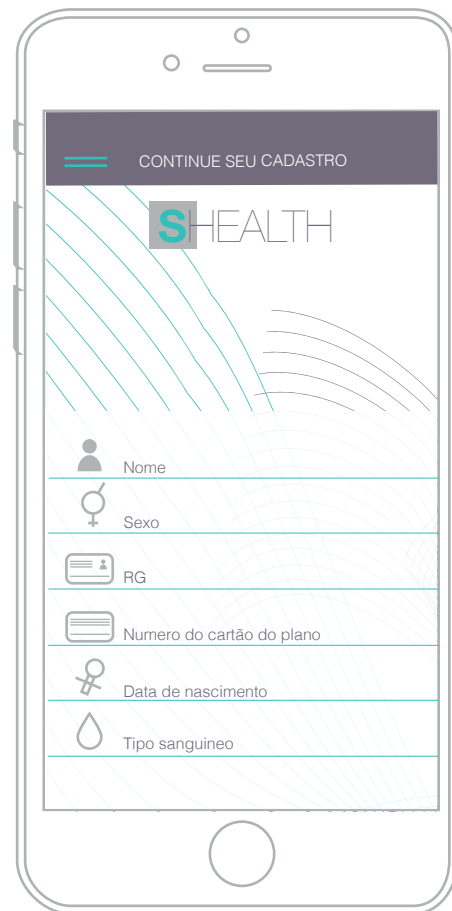 CONTINUE SEU CADASTRO
SHEALTH
Nome
Sexo
RG
Numero do cartão do plano
Data de nascimento
Tipo sanguineo